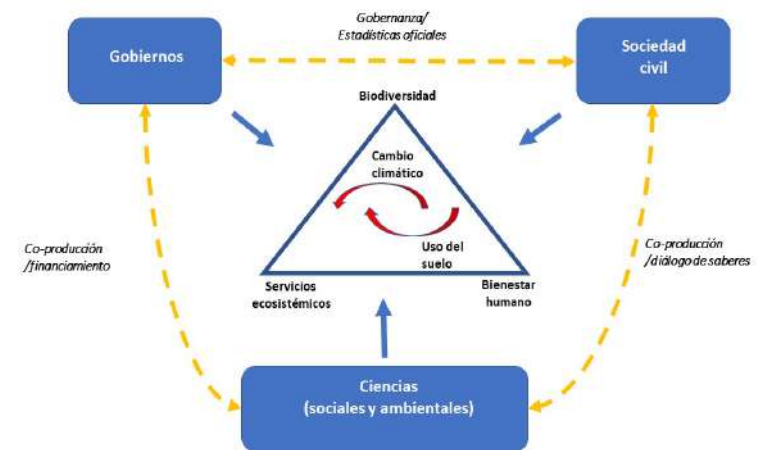 Gobernanza/
Estadísticas oficiales
Gobiernos
Sociedad
civil
Biodiversidad
Cambio
climático
Uso del
suelo
Co-producción
/financiamiento
Co-producción
/diálogo de saberes
Servicios
ecosistémicos
Bienestar
humano
Ciencias
(sociales y ambientales)